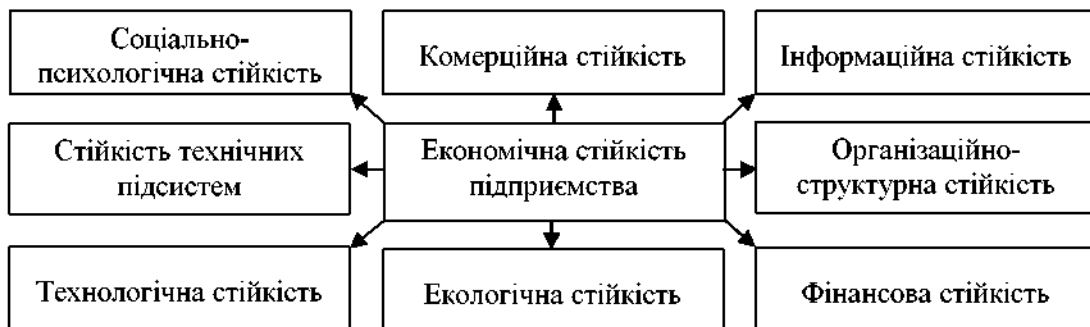 Соціально-
психологічна стійкість
Комерційна стійкість
Інформаційна стійкість
Стійкість технічних
підсистем
Економічна стійкість
підприємства
Організаційно-
структурна стійкість
Технологічна стійкість
Екологічна стійкість
Фінансова стійкість